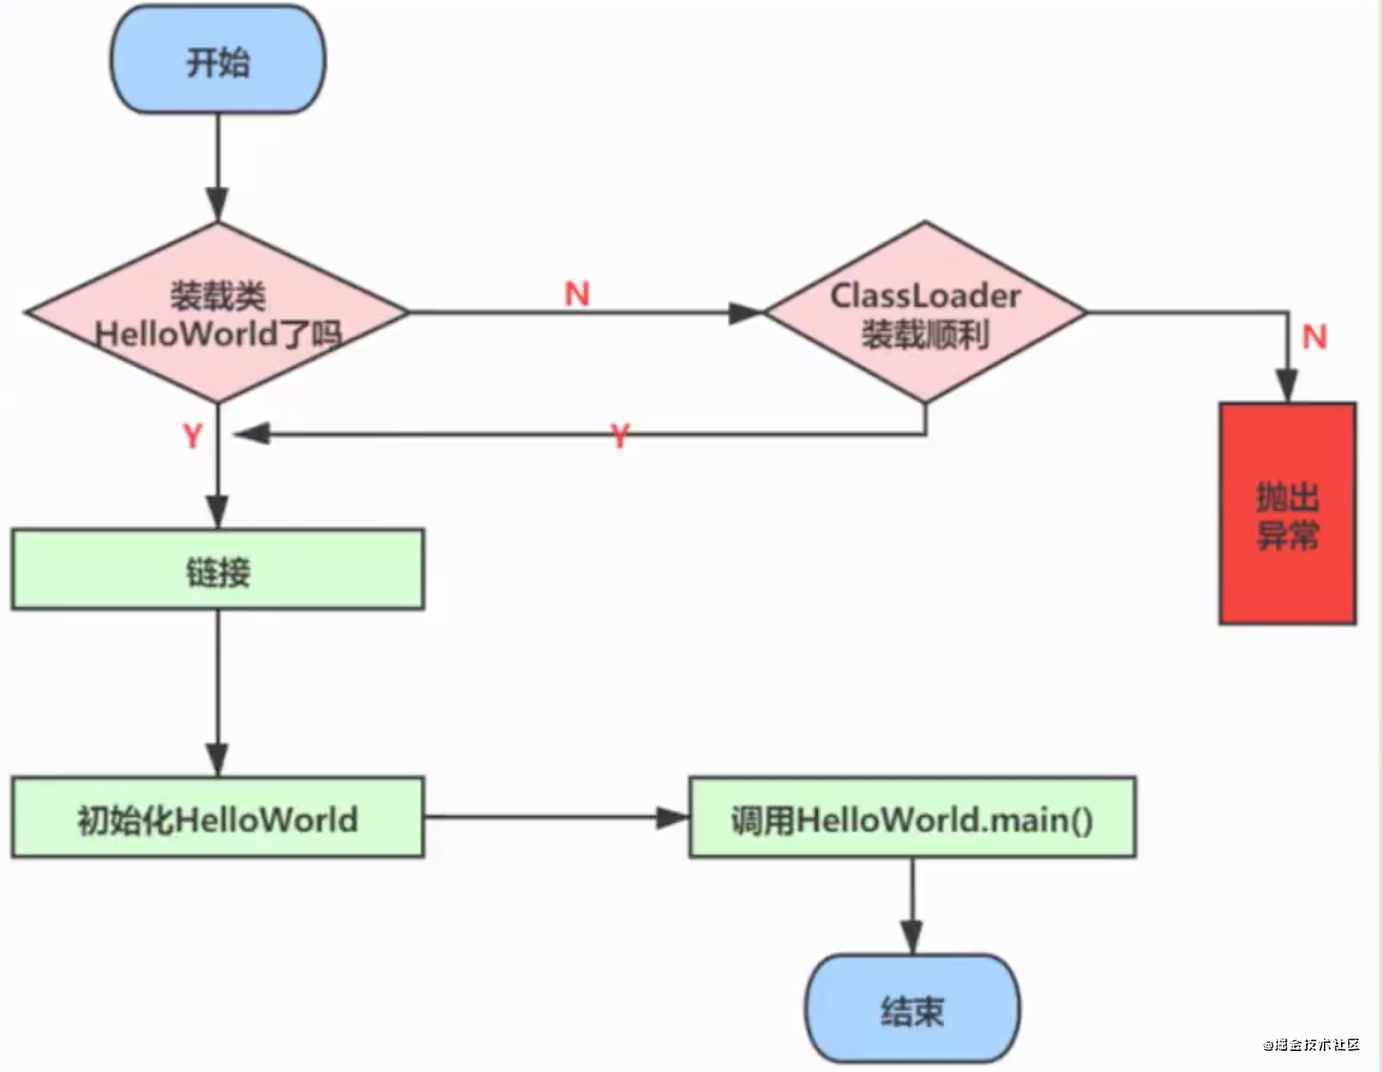 开始
装载类
HelloWorld了吗
N
ClassLoader
装载顺利
N
Y
Y
抛出
异常
链接
初始化HelloWorld
调用HelloWorld.main()
结束
@掘金技术社区